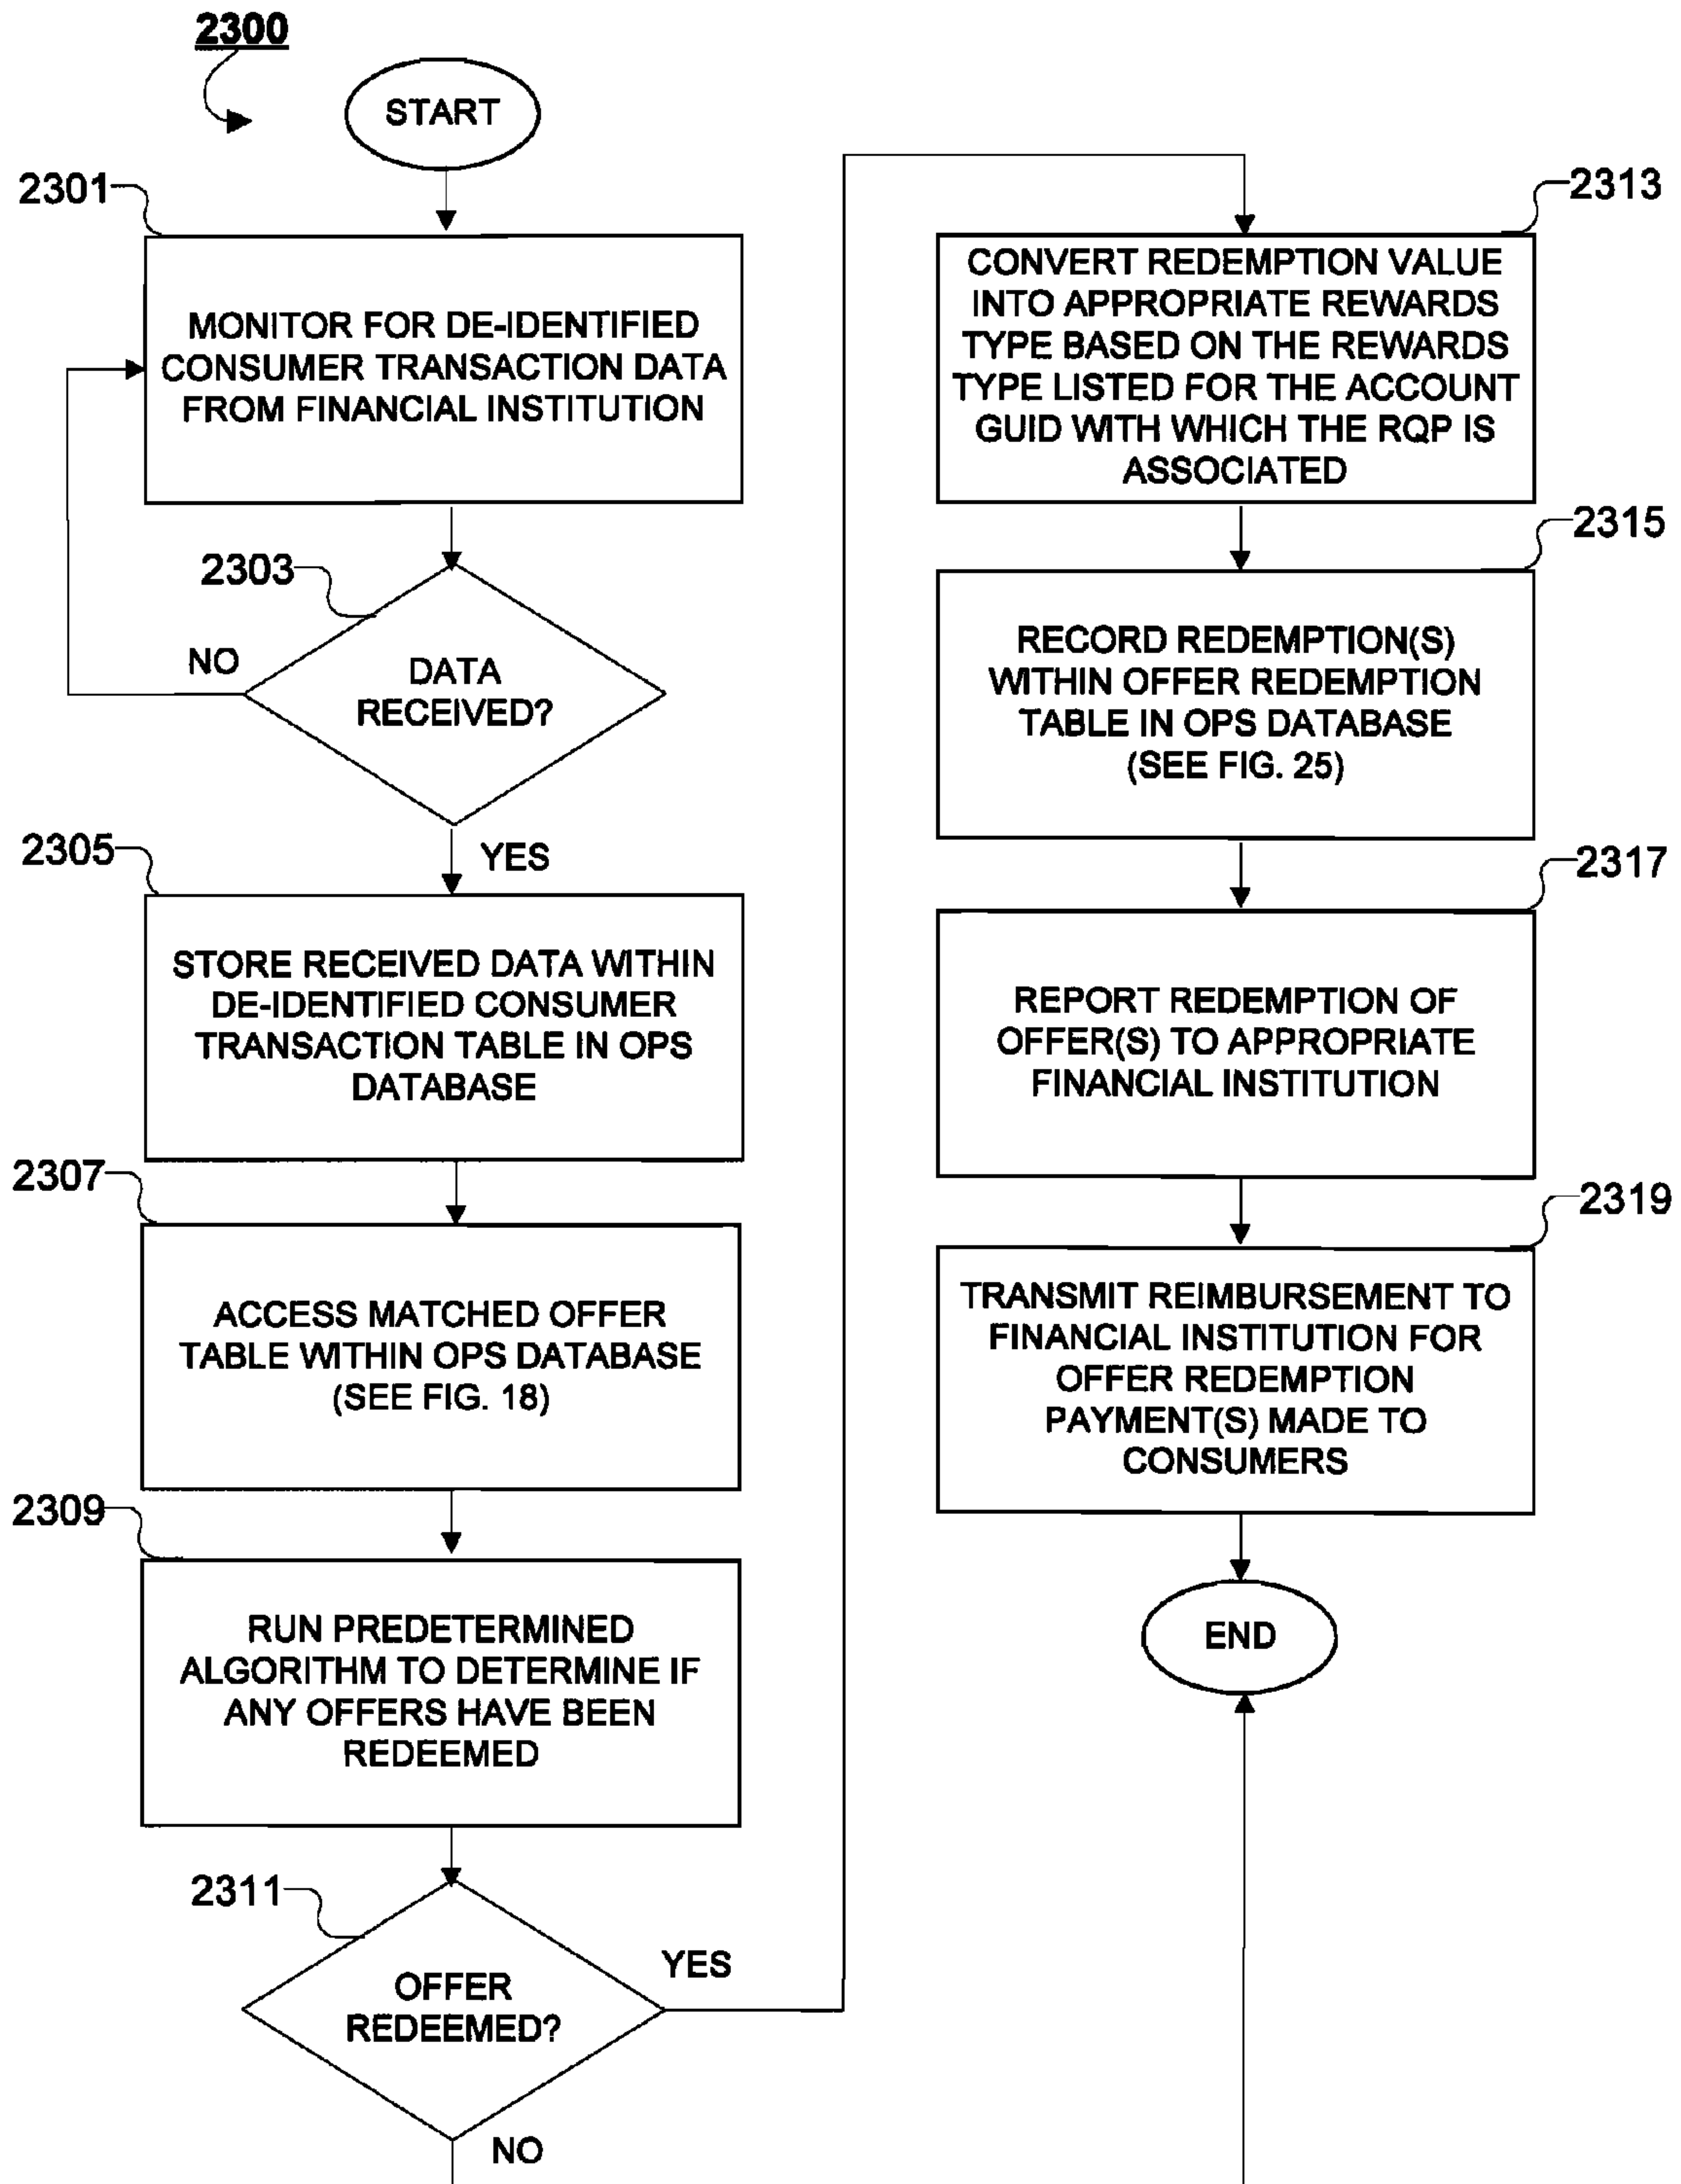 2300
START
2301
MONITOR FOR DE-IDENTIFIED
CONSUMER TRANSACTION DATA
FROM FINANCIAL INSTITUTION
2303
NO
DATA
RECEIVED?
YES
2305
STORE RECEIVED DATA WITHIN
DE-IDENTIFIED CONSUMER
TRANSACTION TABLE IN OPS
DATABASE
2307
ACCESS MATCHED OFFER
TABLE WITHIN OPS DATABASE
(SEE FIG. 18)
2309
RUN PREDETERMINED
ALGORITHM TO DETERMINE IF
ANY OFFERS HAVE BEEN
REDEEMED
2311
OFFER
REDEEMED?
YES
NO
2313
CONVERT REDEMPTION VALUE
INTO APPROPRIATE REWARDS
TYPE BASED ON THE REWARDS
TYPE LISTED FOR THE ACCOUNT
GUID WITH WHICH THE RQP IS
ASSOCIATED
2315
RECORD REDEMPTION(S)
WITHIN OFFER REDEMPTION
TABLE IN OPS DATABASE
(SEE FIG. 25)
2317
REPORT REDEMPTION OF
OFFER(S) TO APPROPRIATE
FINANCIAL INSTITUTION
2319
TRANSMIT REIMBURSEMENT TO
FINANCIAL INSTITUTION FOR
OFFER REDEMPTION
PAYMENT(S) MADE TO
CONSUMERS
END